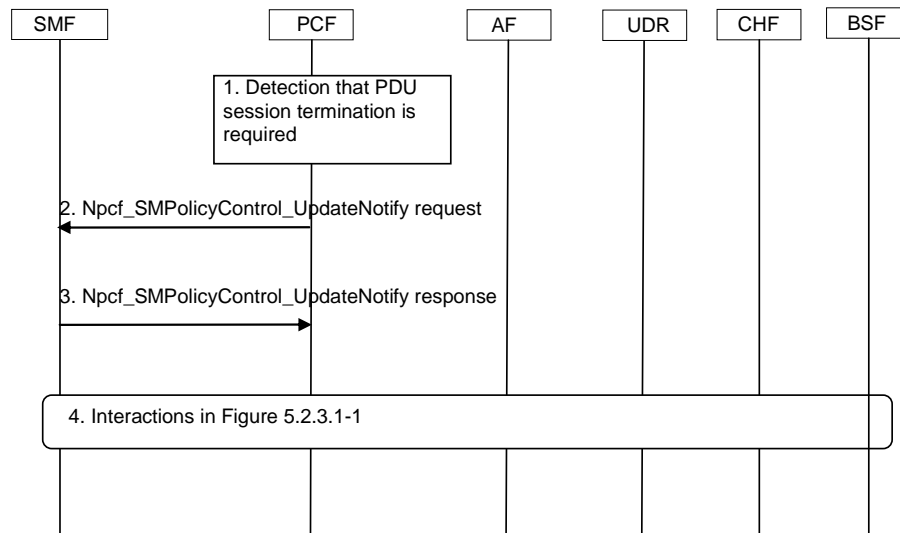 SMF PCF AF UDR CHF BSF
1. Detection that PDU
session termination is
required
2. Npcf_SMPolicyControl_UpdateNotify request
3. Npcf_SMPolicyControl_UpdateNotify response
4. Interactions in Figure 5.2.3.1-1